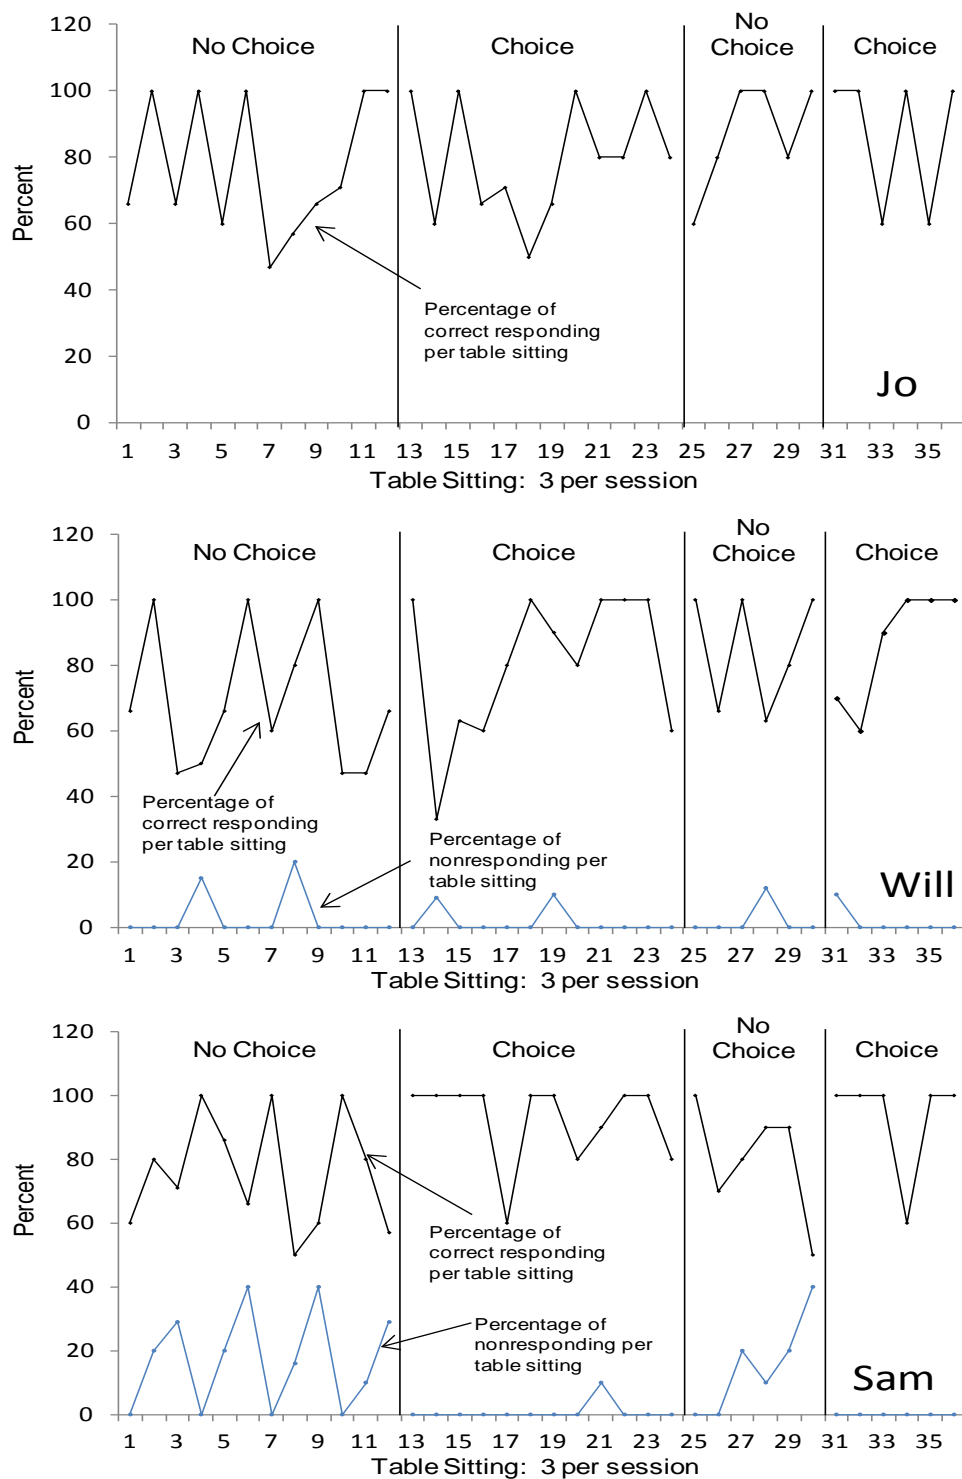 120
No Choice
Choice
No
Choice
Choice
100
80
60
40
20
0
Percent
Percentage of
correct responding
per table sitting
Jo
1 3 5 7 9 11 13 15 17 19 21 23 25 27 29 31 33 35
Table Sitting: 3 per session
120
No Choice
Choice
No
Choice
Choice
100
80
60
40
20
0
Percent
Percentage of
correct responding
per table sitting
Percentage of
nonresponding per
table sitting
Will
1 3 5 7 9 11 13 15 17 19 21 23 25 27 29 31 33 35
Table Sitting: 3 per session
120
No Choice
Choice
No
Choice
Choice
100
80
60
40
20
0
Percent
Percentage of
correct responding
per table sitting
Percentage of
nonresponding per
table sitting
Sam
1 3 5 7 9 11 13 15 17 19 21 23 25 27 29 31 33 35
Table Sitting: 3 per session